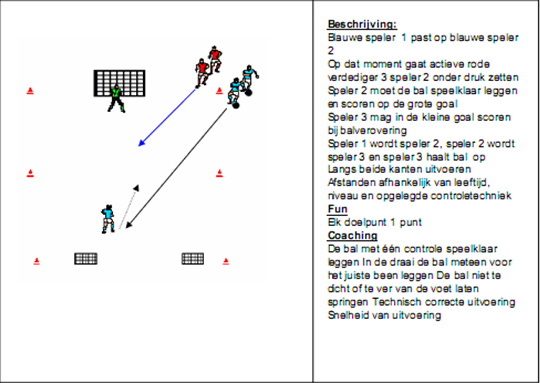 Beschrijving:
Blauwe speler 1 past op blauwe speler
2
Op dat moment gaat actieve rode
verdediger 3 speler 2 onder druk zetten
Speler 2 moet de bal speelklaar leggen
en scoren op de grote goal
Speler 3 mag in de kleine goal scoren
bij balverovering
Speler 1 wordt speler 2, speler 2 wordt
speler 3 en speler 3 haalt bal op
Langs beide kanten uitvoeren
Afstanden afhankelijk van leeftijd,
niveau en opgelegde controletechniek
Fun
Elk doelpunt 1 punt
Coaching
De bal met één controle speelklaar
leggen In de draai de bal meteen voor
het juiste been leggen De bal niet te
dicht of te ver van de voet laten
springen Technisch correcte uitvoering
Snelheid van uitvoering